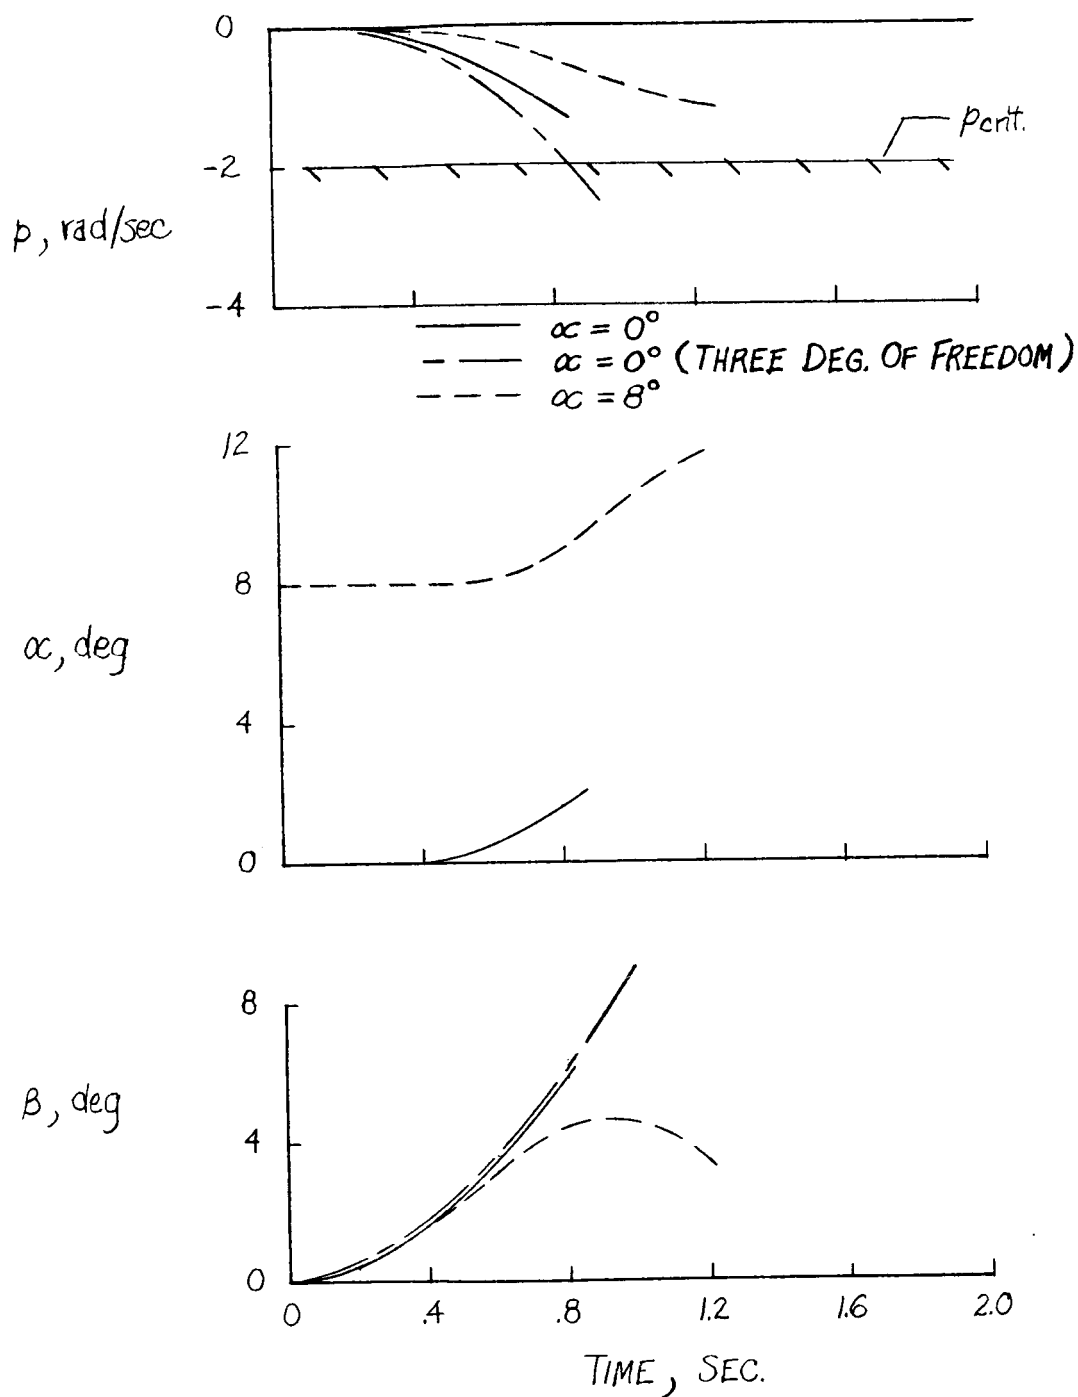 0
-2
-4
p, rad/sec
pcrit.
α = 0°
α = 0° (THREE DEG. OF FREEDOM)
α = 8°
12
8
4
0
α, deg
8
4
0
β, deg
0 .4 .8 1.2 1.6 2.0
TIME, SEC.